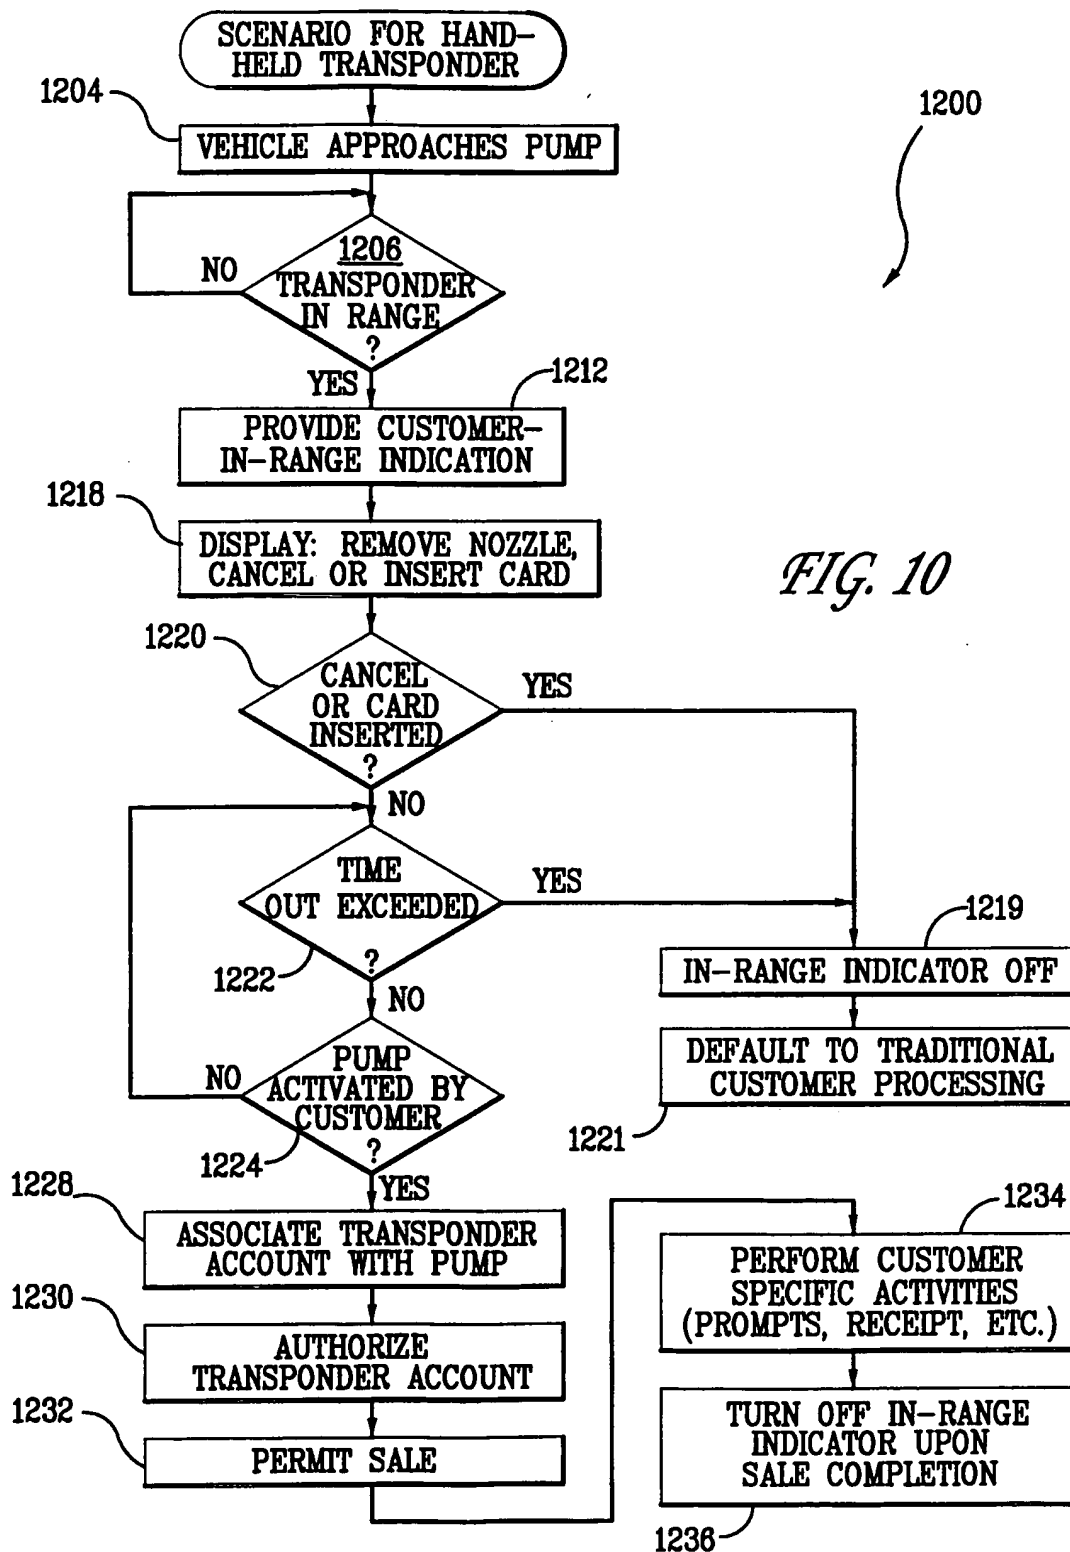 SCENARIO FOR HAND-
HELD TRANSPONDER
1204
1200
VEHICLE APPROACHES PUMP
1206
TRANSPONDER
IN RANGE
?
NO
YES
1212
PROVIDE CUSTOMER-
IN-RANGE INDICATION
1218
DISPLAY: REMOVE NOZZLE,
CANCEL OR INSERT CARD
FIG. 10
1220
CANCEL
OR CARD
INSERTED
?
YES
NO
TIME
OUT EXCEEDED
?
YES
1222
NO
1219
IN-RANGE INDICATOR OFF
DEFAULT TO TRADITIONAL
CUSTOMER PROCESSING
1221
PUMP
ACTIVATED BY
CUSTOMER
?
NO
1224
YES
1228
ASSOCIATE TRANSPONDER
ACCOUNT WITH PUMP
1230
AUTHORIZE
TRANSPONDER ACCOUNT
1232
PERMIT SALE
1234
PERFORM CUSTOMER
SPECIFIC ACTIVITIES
(PROMPTS, RECEIPT, ETC.)
TURN OFF IN-RANGE
INDICATOR UPON
SALE COMPLETION
1236